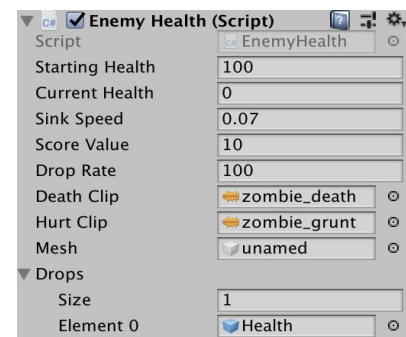 C# Enemy Health (Script)
Script C# EnemyHealth
Starting Health 100
Current Health 0
Sink Speed 0.07
Score Value 10
Drop Rate 100
Death Clip zombie_death
Hurt Clip zombie_grunt
Mesh unamed
Drops
Size 1
Element 0 Health